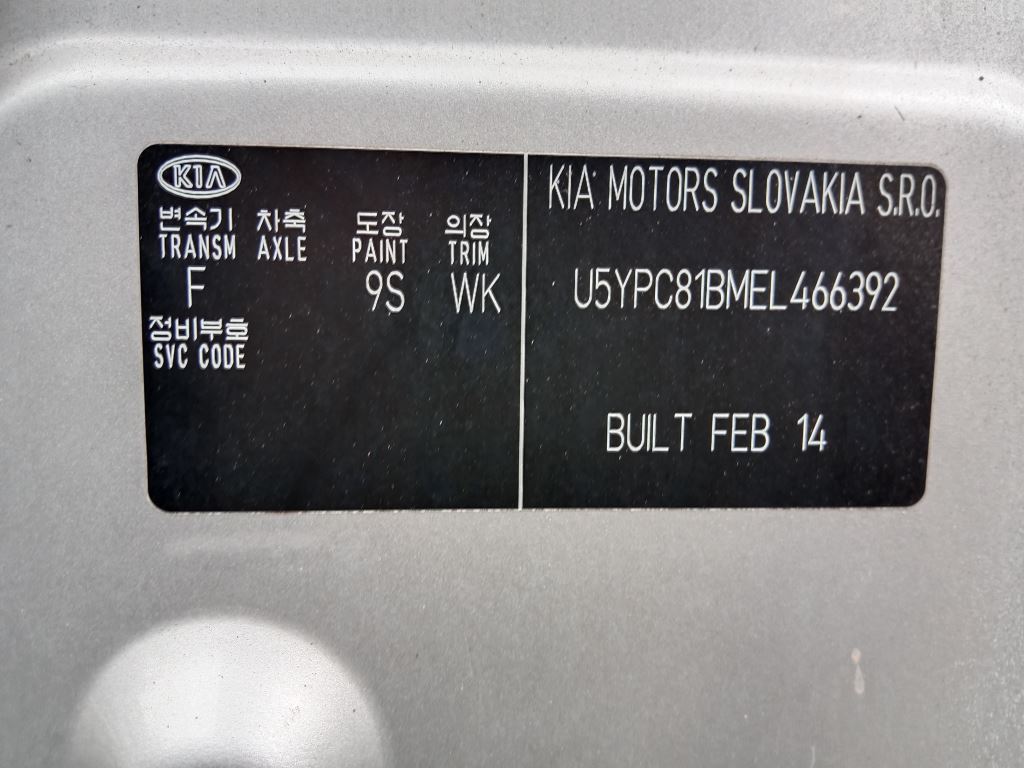 KIA
변속기 차축 도장 의장
TRANSM AXLE PAINT TRIM
F 9S WK
정비부호
SVC CODE
KIA MOTORS SLOVAKIA S.R.O.
U5YPC81BMEL466392
BUILT FEB 14